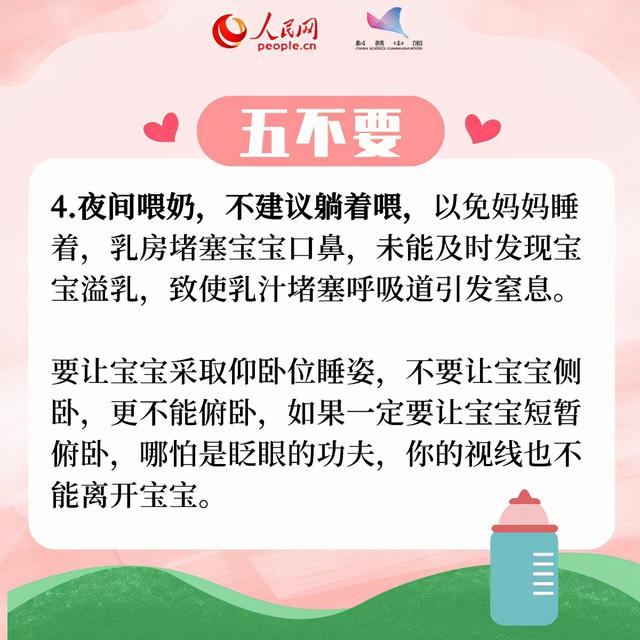 人民网
people.cn
科普中国
CHINA SCIENCE COMMUNICATION
五不要
4.夜间喂奶，不建议躺着喂，以免妈妈睡
着，乳房堵塞宝宝口鼻，未能及时发现宝
宝溢乳，致使乳汁堵塞呼吸道引发窒息。
要让宝宝采取仰卧位睡姿，不要让宝宝侧
卧，更不能俯卧，如果一定要让宝宝短暂
俯卧，哪怕是眨眼的功夫，你的视线也不
能离开宝宝。